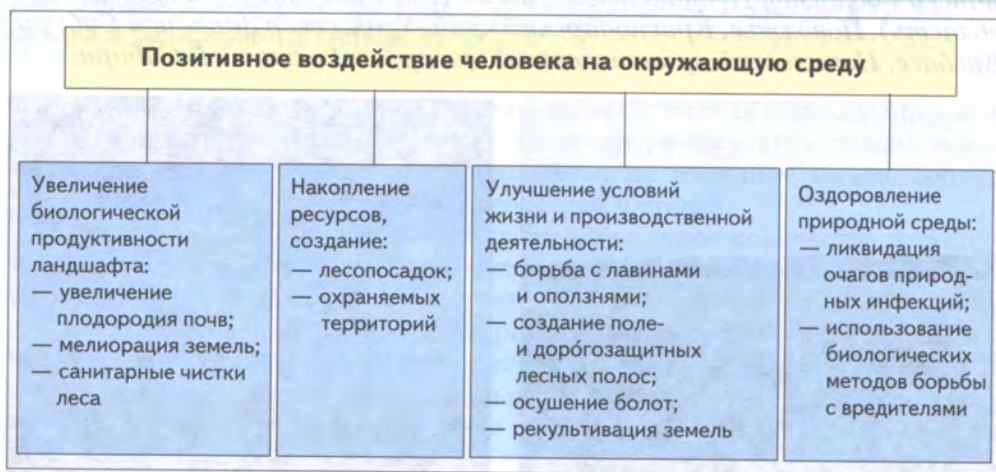 Позитивное воздействие человека на окружающую среду
Увеличение
биологической
продуктивности
ландшафта:
— увеличение
плодородия почв;
— мелиорация земель;
— санитарные чистки
леса
Накопление
ресурсов,
создание:
— лесопосадок;
— охраняемых
территорий
Улучшение условий
жизни и производственной
деятельности:
— борьба с лавинами
и оползнями;
— создание поле-
и доро́гозащитных
лесных полос;
— осушение болот;
— рекультивация земель
Оздоровление
природной среды:
— ликвидация
очагов природ-
ных инфекций;
— использование
биологических
методов борьбы
с вредителями